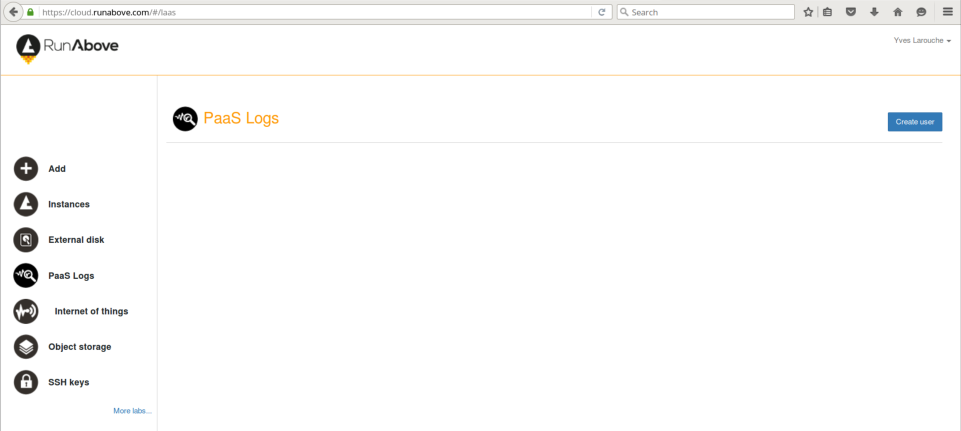 https://cloud.runabove.com/#/laas
Search
RunAbove
Yves Larouche
PaaS Logs
Create user
Add
Instances
External disk
PaaS Logs
Internet of things
Object storage
SSH keys
More labs...